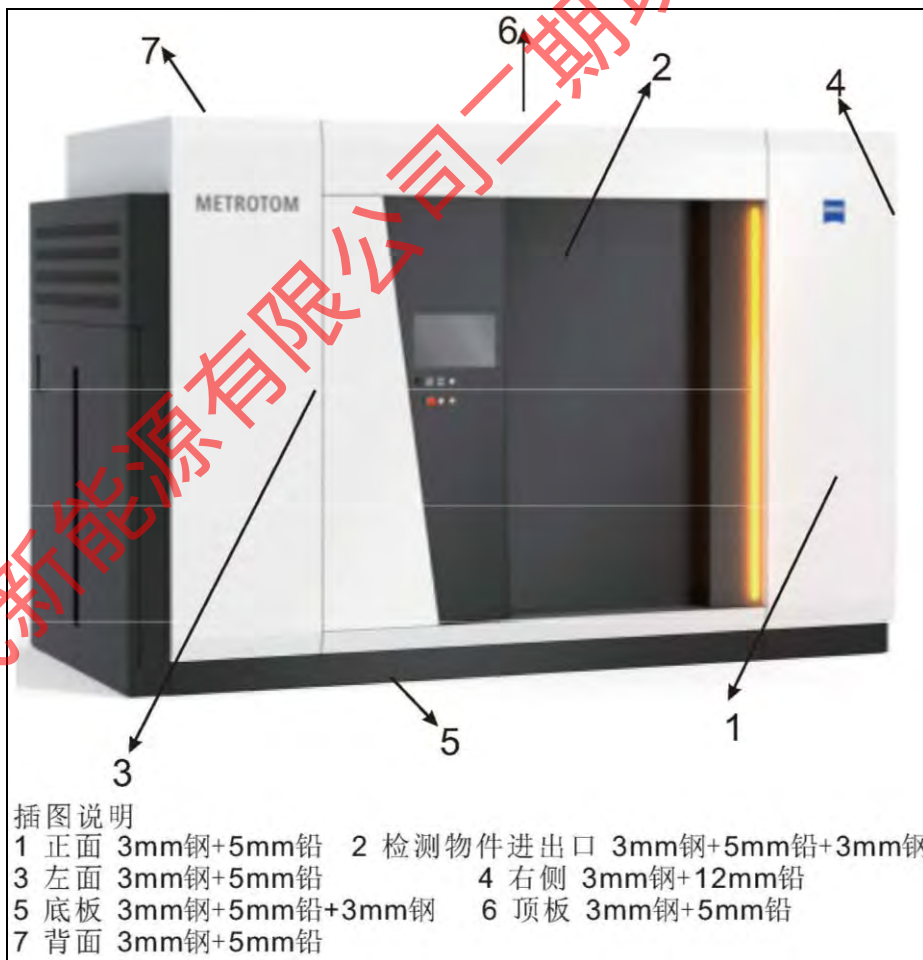 7
6
2
4
METROTOM
新能源有限公司二期
3
5
1
插图说明
1 正面 3mm钢+5mm铅 2 检测物件进出口 3mm钢+5mm铅+3mm钢
3 左面 3mm钢+5mm铅 4 右侧 3mm钢+12mm铅
5 底板 3mm钢+5mm铅+3mm钢 6 顶板 3mm钢+5mm铅
7 背面 3mm钢+5mm铅